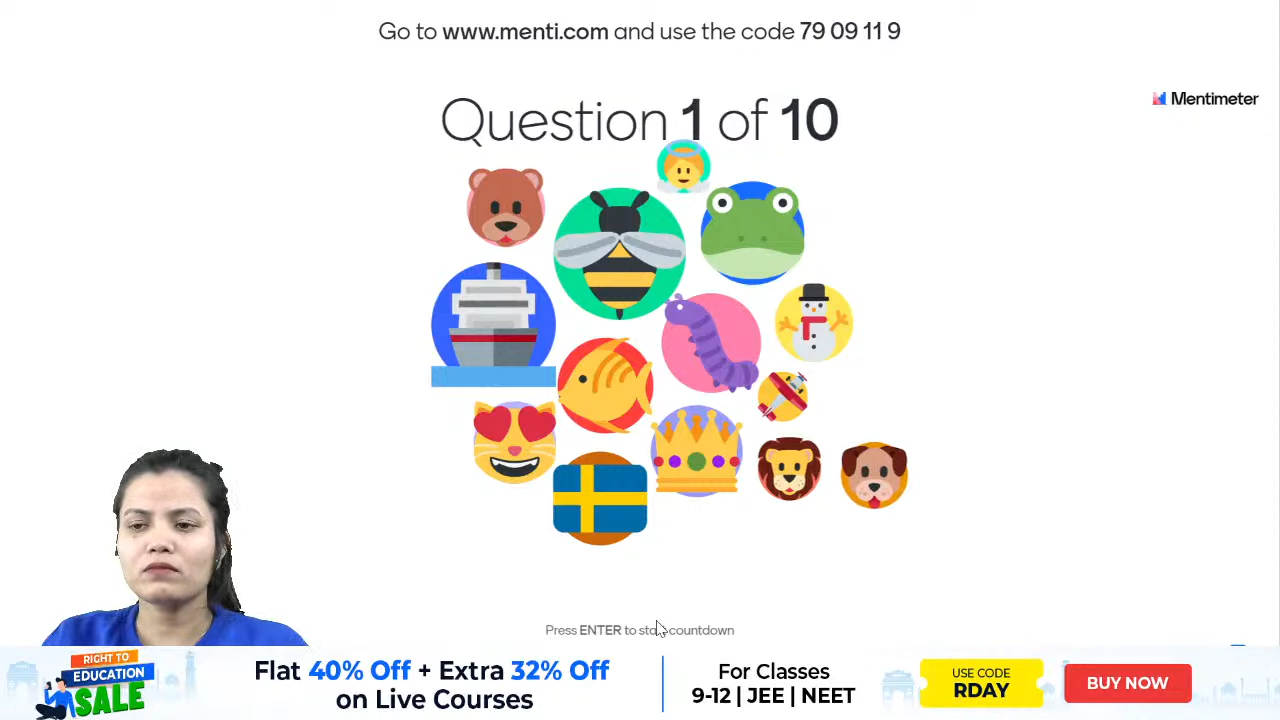 Go to www.menti.com and use the code 79 09 11 9
Mentimeter
Question 1 of 10
Press ENTER to start countdown
RIGHT TO
EDUCATION
SALE
Flat 40% Off + Extra 32% Off
on Live Courses
For Classes
9-12 | JEE | NEET
USE CODE
RDAY
BUY NOW